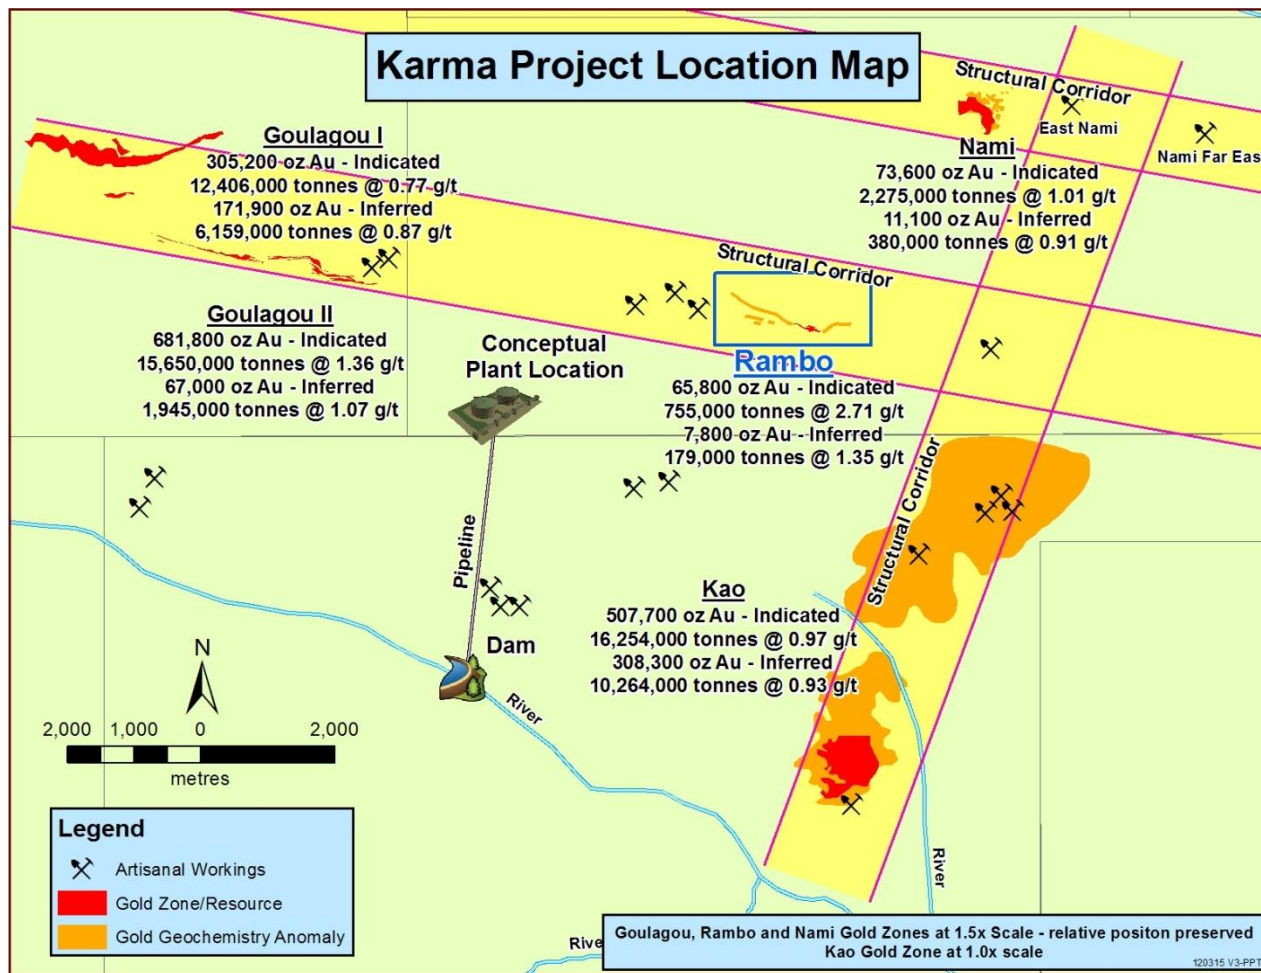 Karma Project Location Map
Structural Corridor
East Nami
Nami Far East
Goulagou I
305,200 oz Au - Indicated
12,406,000 tonnes @ 0.77 g/t
171,900 oz Au - Inferred
6,159,000 tonnes @ 0.87 g/t
Nami
73,600 oz Au - Indicated
2,275,000 tonnes @ 1.01 g/t
11,100 oz Au - Inferred
380,000 tonnes @ 0.91 g/t
Structural Corridor
Goulagou II
681,800 oz Au - Indicated
15,650,000 tonnes @ 1.36 g/t
67,000 oz Au - Inferred
1,945,000 tonnes @ 1.07 g/t
Conceptual
Plant Location
Rambo
65,800 oz Au - Indicated
755,000 tonnes @ 2.71 g/t
7,800 oz Au - Inferred
179,000 tonnes @ 1.35 g/t
Structural Corridor
Pipeline
Dam
Kao
507,700 oz Au - Indicated
16,254,000 tonnes @ 0.97 g/t
308,300 oz Au - Inferred
10,264,000 tonnes @ 0.93 g/t
River
N
2,000 1,000 0 2,000
metres
Legend
Artisanal Workings
Gold Zone/Resource
Gold Geochemistry Anomaly
River
River
Goulagou, Rambo and Nami Gold Zones at 1.5x Scale - relative positon preserved
Kao Gold Zone at 1.0x scale
120315 V3-PPT